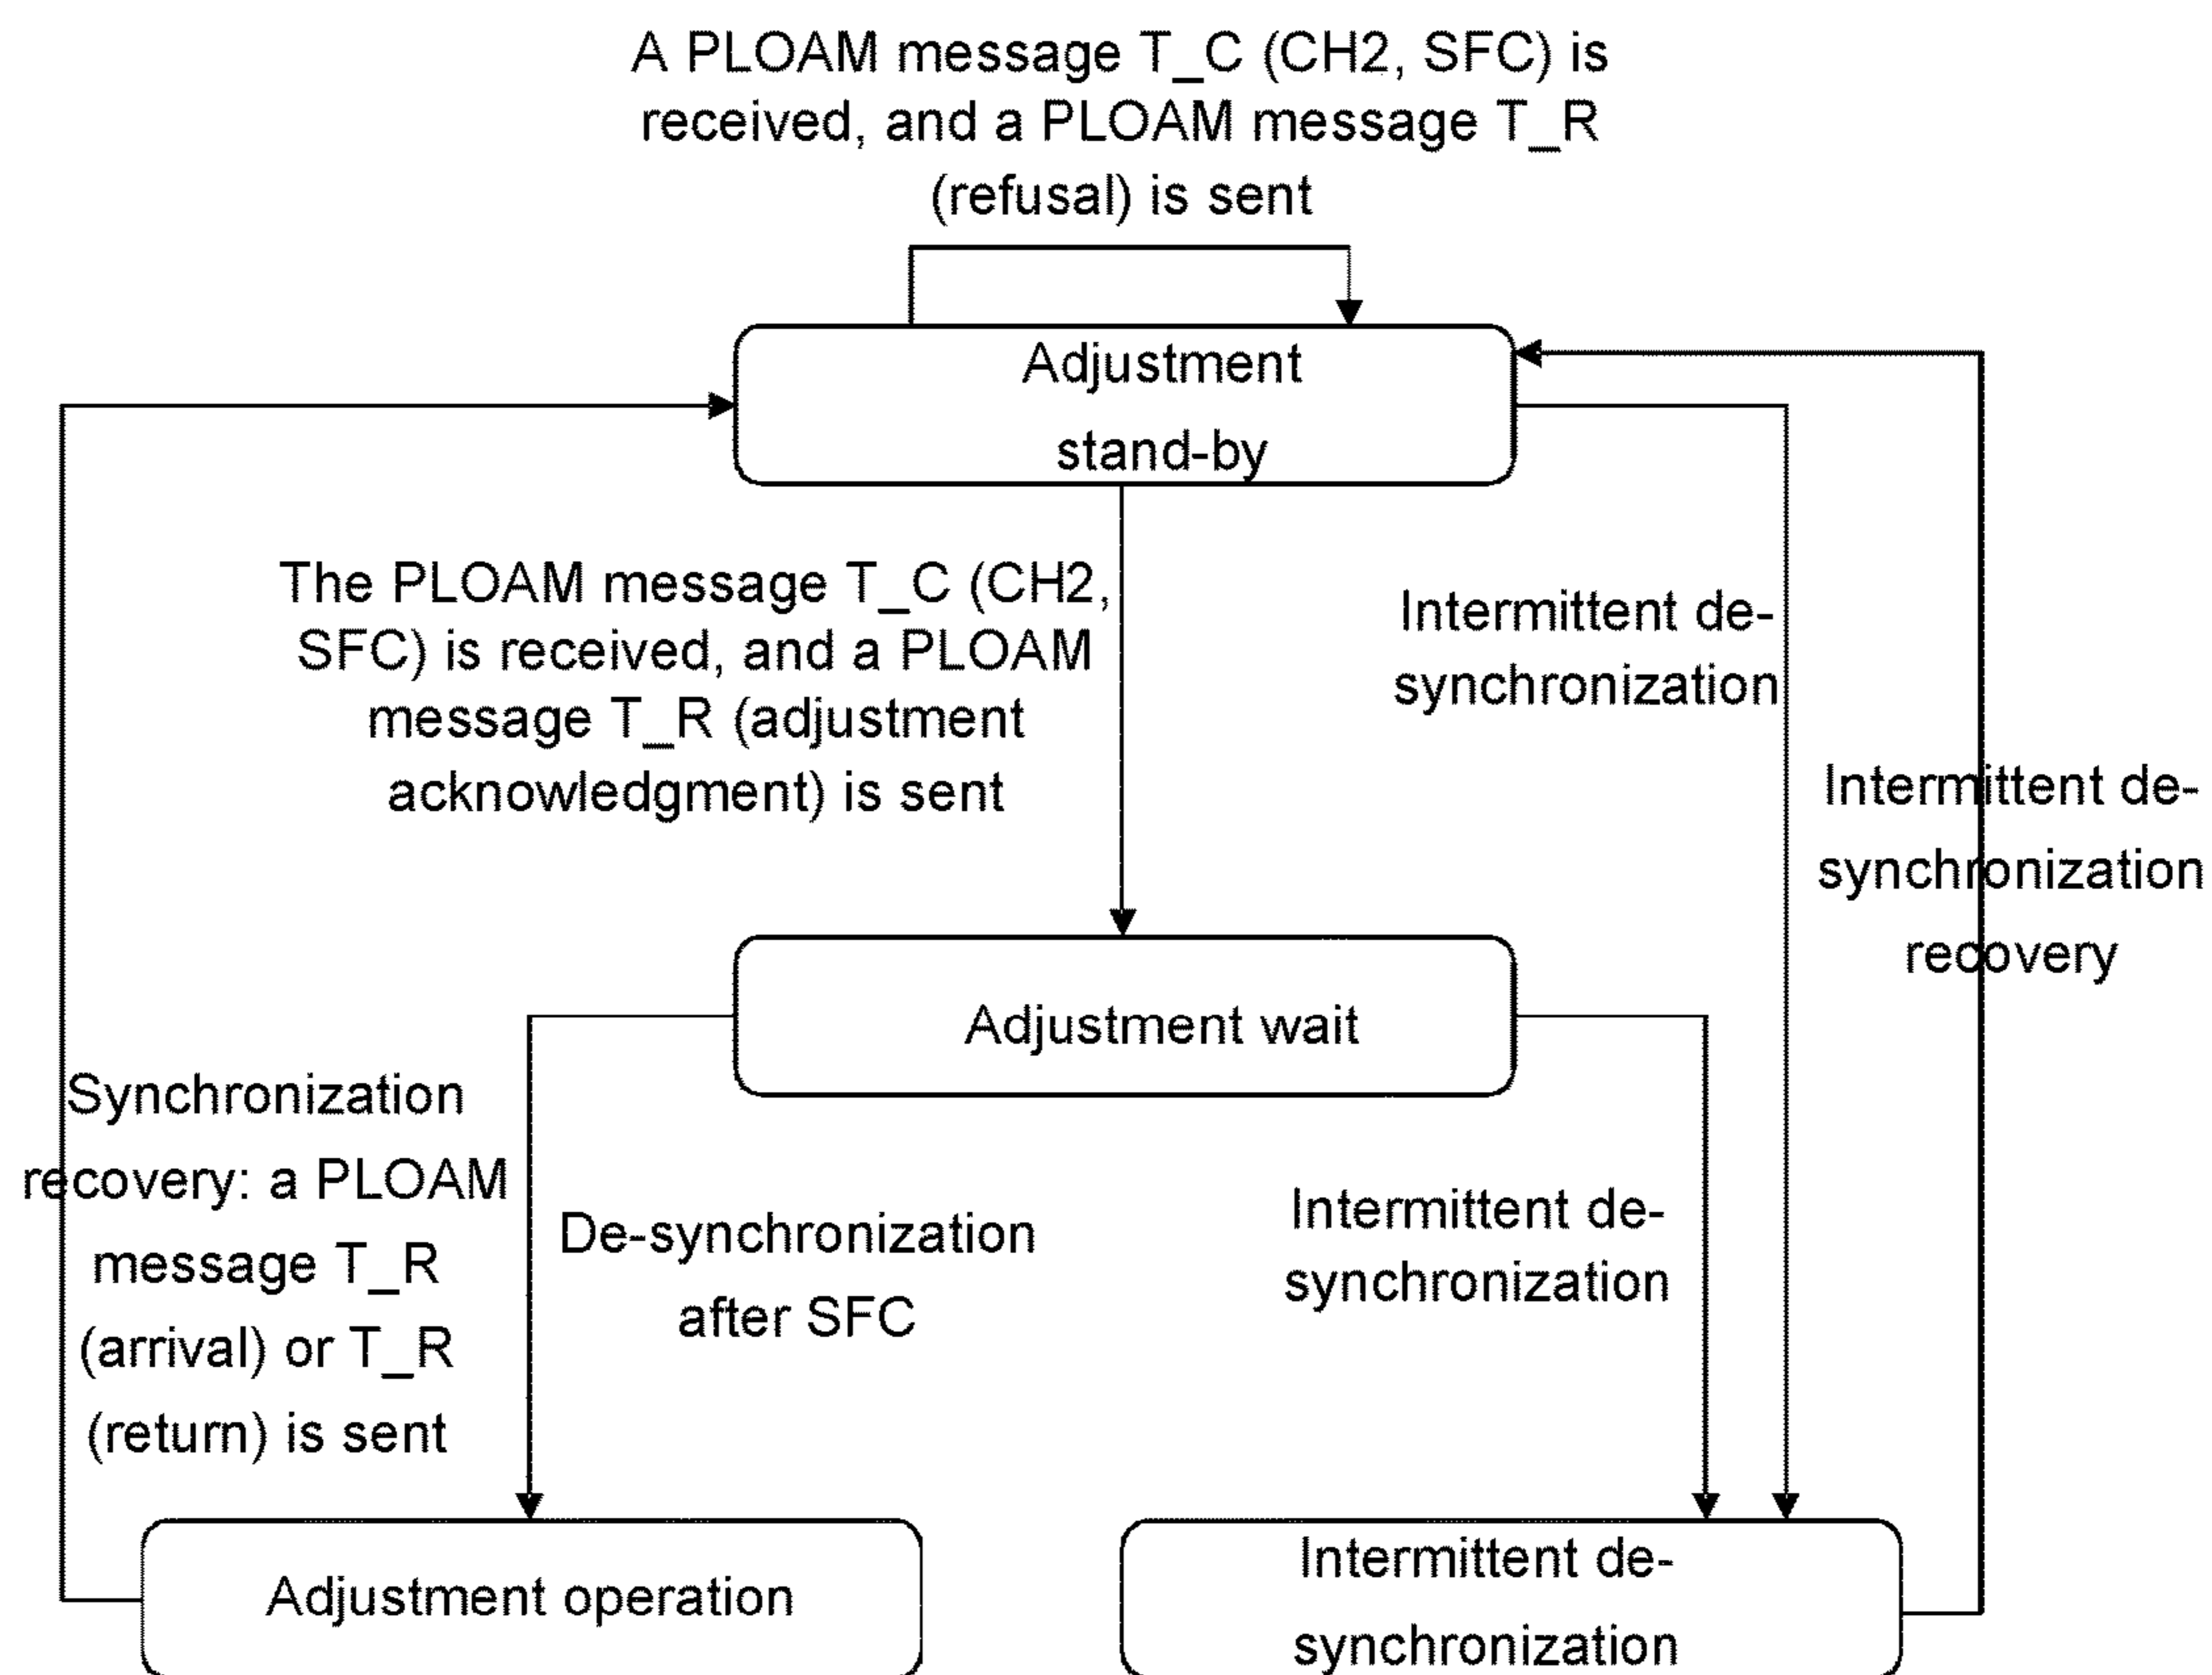 A PLOAM message T_C (CH2, SFC) is
received, and a PLOAM message T_R
(refusal) is sent
Adjustment
stand-by
The PLOAM message T_C (CH2,
SFC) is received, and a PLOAM
message T_R (adjustment
acknowledgment) is sent
Intermittent de-
synchronization
Intermittent de-
synchronization
recovery
Adjustment wait
Synchronization
recovery: a PLOAM
message T_R
(arrival) or T_R
(return) is sent
De-synchronization
after SFC
Intermittent de-
synchronization
Adjustment operation
Intermittent de-
synchronization